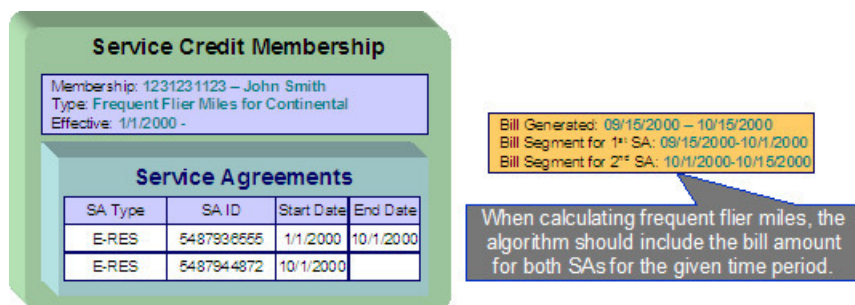 Service Credit Membership
Membership: 1231231123 – John Smith
Type: Frequent Flier Miles for Continental
Effective: 1/1/2000 -
Service Agreements
SA Type SA ID Start Date End Date
E-RES 5487936555 1/1/2000 10/1/2000
E-RES 5487944872 10/1/2000
Bill Generated: 09/15/2000 – 10/15/2000
Bill Segment for 1st SA: 09/15/2000-10/1/2000
Bill Segment for 2nd SA: 10/1/2000-10/15/2000
When calculating frequent flier miles, the
algorithm should include the bill amount
for both SAs for the given time period.